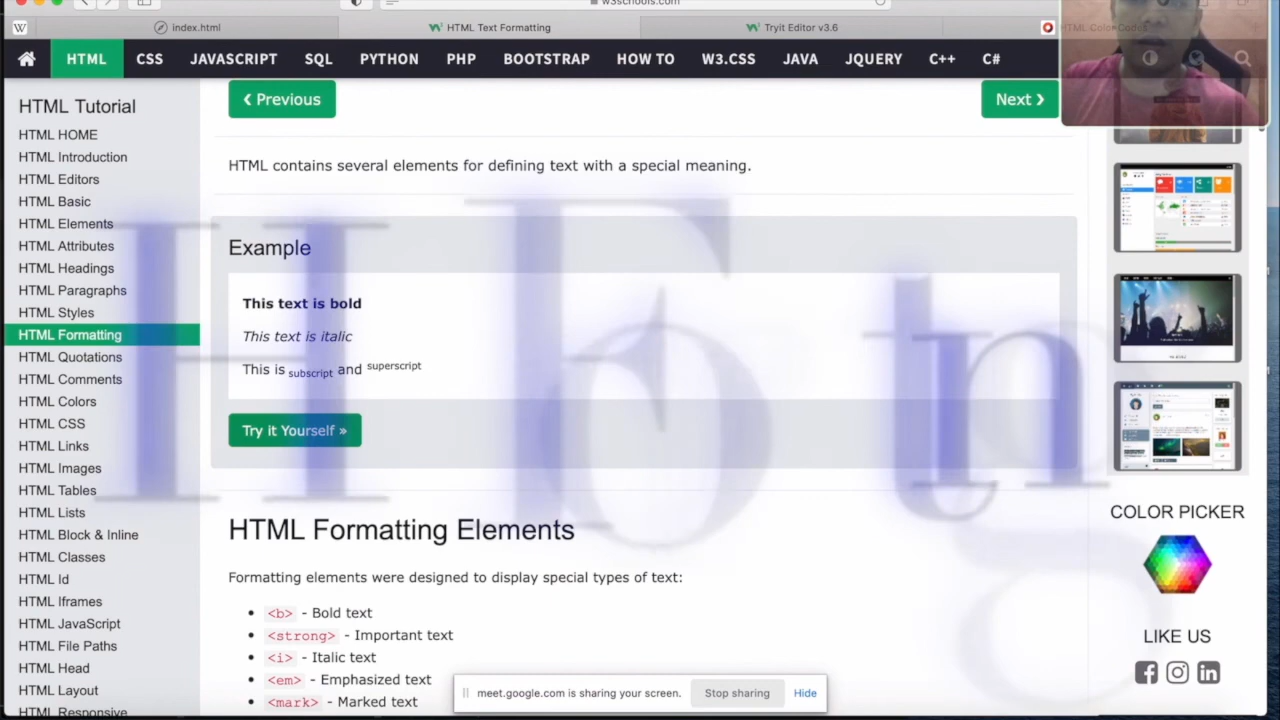 w3schools.com
W
index.html
HTML Text Formatting
Tryit Editor v3.6
HTML Color Codes
HTML
CSS
JAVASCRIPT
SQL
PYTHON
PHP
BOOTSTRAP
HOW TO
W3.CSS
JAVA
JQUERY
C++
C#
HTML Tutorial
HTML HOME
HTML Introduction
HTML Editors
HTML Basic
HTML Elements
HTML Attributes
HTML Headings
HTML Paragraphs
HTML Styles
HTML Formatting
HTML Quotations
HTML Comments
HTML Colors
HTML CSS
HTML Links
HTML Images
HTML Tables
HTML Lists
HTML Block & Inline
HTML Classes
HTML Id
HTML Iframes
HTML JavaScript
HTML File Paths
HTML Head
HTML Layout
HTML Responsive
❮ Previous
Next ❯
HTML contains several elements for defining text with a special meaning.
Example
This text is bold
This text is italic
This is subscript and superscript
Try it Yourself »
HTML Formatting Elements
Formatting elements were designed to display special types of text:
• <b> - Bold text
• <strong> - Important text
• <i> - Italic text
• <em> - Emphasized text
• <mark> - Marked text
COLOR PICKER
LIKE US
meet.google.com is sharing your screen.
Stop sharing
Hide